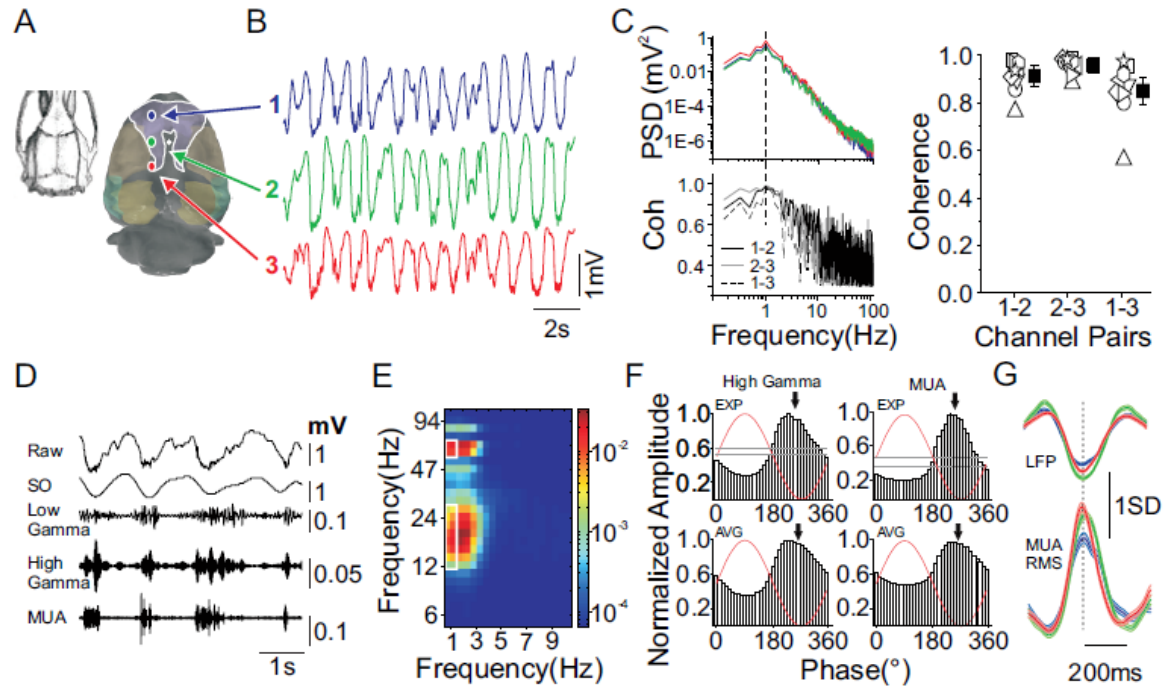 A
B
C
1
2
3
1mV
2s
PSD (mV²)
1
0.01
1E-4
1E-6
Coh
1.0
0.6
0.4
1-2
2-3
1-3
1
10
100
Frequency(Hz)
Coherence
1.0
0.8
0.6
0.4
0.2
0.0
1-2
2-3
1-3
Channel Pairs
D
E
F
G
mV
Raw
1
SO
1
Low
Gamma
0.1
High
Gamma
0.05
MUA
0.1
1s
Frequency(Hz)
94
47
24
12
6
1 3 5 7 9
Frequency(Hz)
10⁻²
10⁻³
10⁻⁴
Normalized Amplitude
High Gamma
MUA
EXP
EXP
1.0
0.6
0.2
1.0
0.6
0.2
AVG
AVG
1.0
0.6
0.2
1.0
0.6
0.2
0 180 360
0 180 360
0 180 360
0 180 360
Phase(°)
LFP
1SD
MUA
RMS
200ms